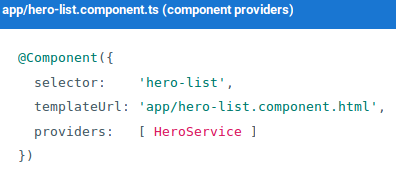 app/hero-list.component.ts (component providers)
@Component({
  selector:    'hero-list',
  templateUrl: 'app/hero-list.component.html',
  providers:   [ HeroService ]
})